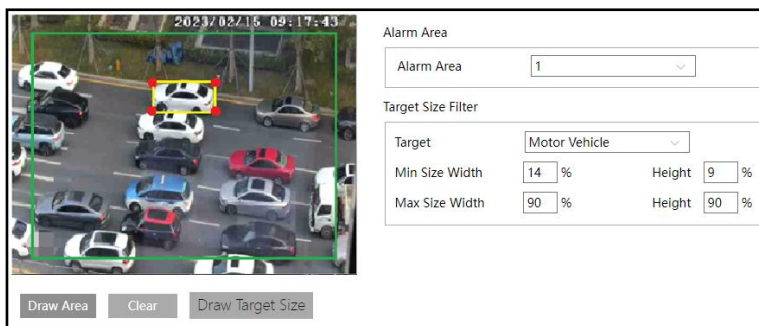 2023/02/15 09:17:43
Alarm Area
Alarm Area 1
Target Size Filter
Target Motor Vehicle
Min Size Width 14 % Height 9 %
Max Size Width 90 % Height 90 %
Draw Area Clear Draw Target Size